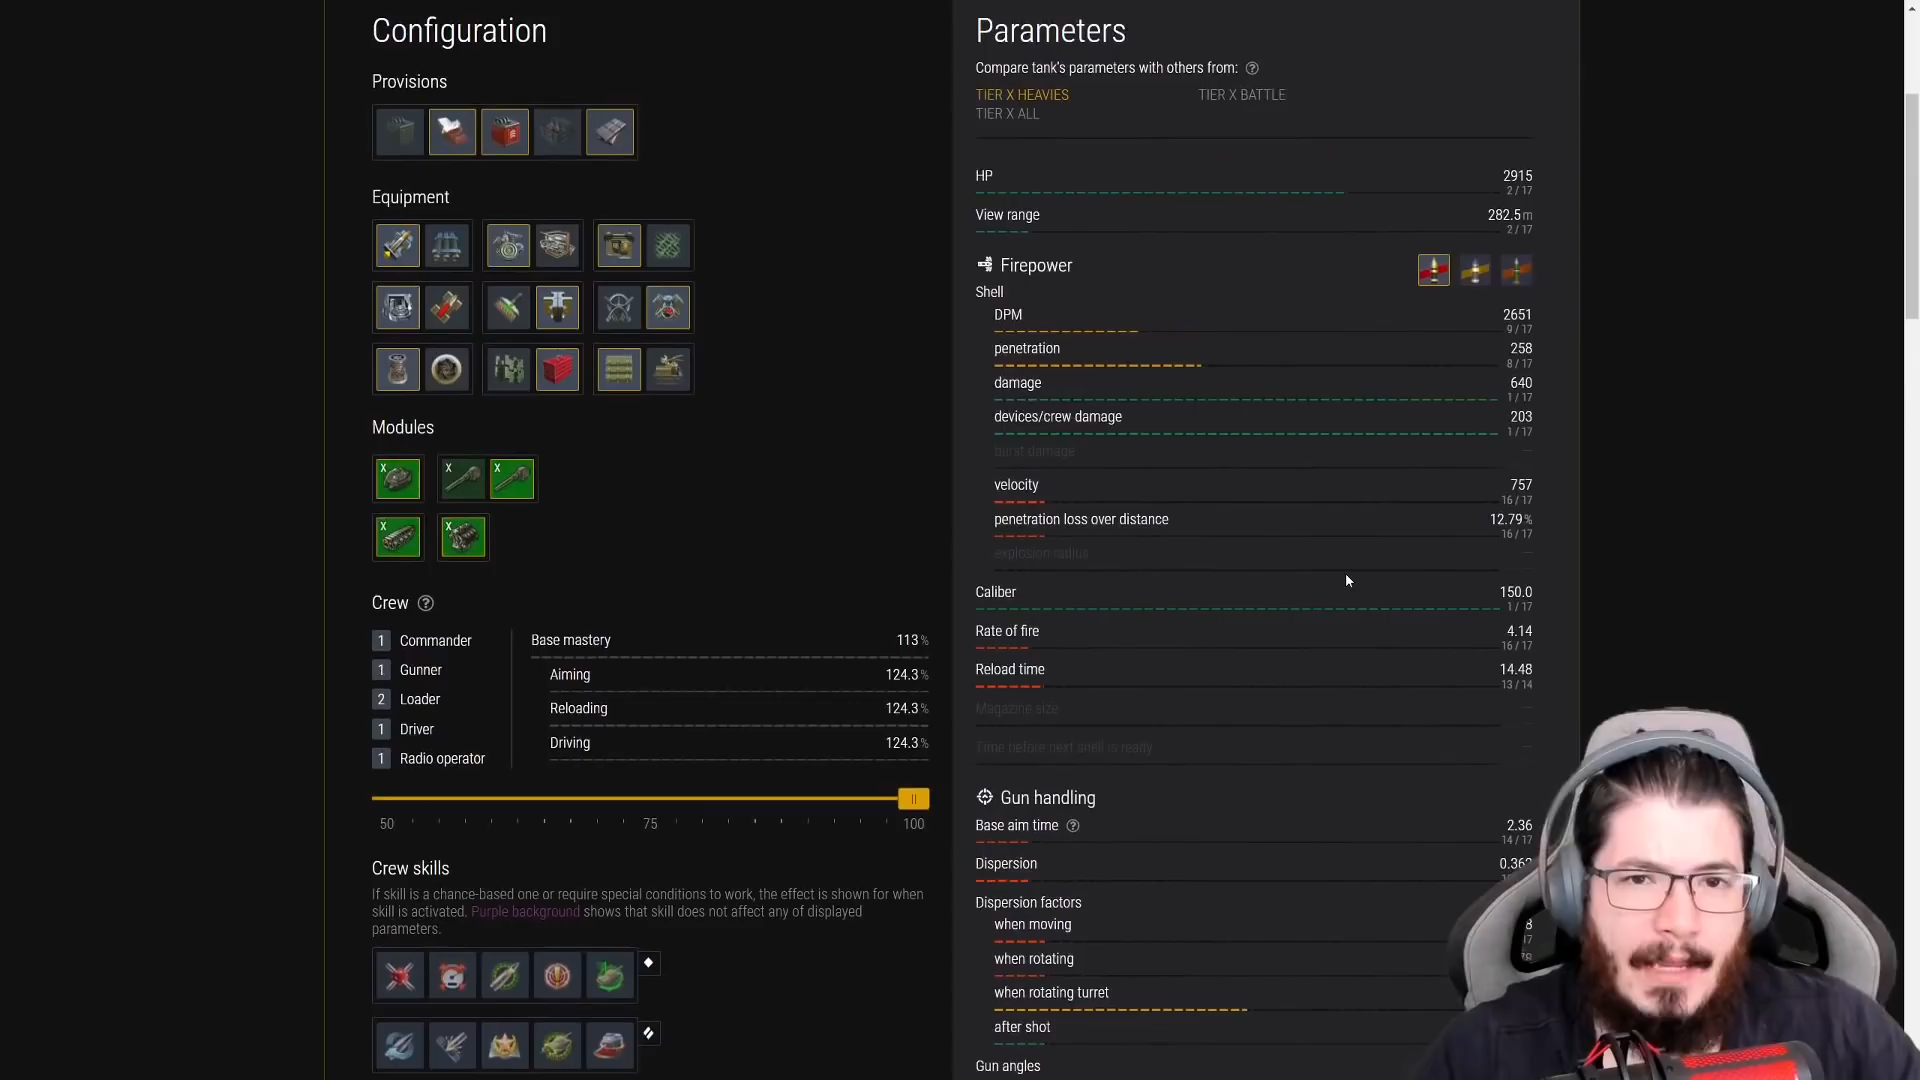 Configuration
Provisions
Equipment
Modules
X
X
X
X
X
Crew ?
1 Commander
1 Gunner
2 Loader
1 Driver
1 Radio operator
Base mastery 113 %
Aiming 124.3 %
Reloading 124.3 %
Driving 124.3 %
50 75 100
Crew skills
If skill is a chance-based one or require special conditions to work, the effect is shown for when
skill is activated. Purple background shows that skill does not affect any of displayed
parameters.
Parameters
Compare tank's parameters with others from: ?
TIER X HEAVIES TIER X BATTLE
TIER X ALL
HP 2915
2 / 17
View range 282.5 m
2 / 17
Firepower
Shell
DPM 2651
9 / 17
penetration 258
8 / 17
damage 640
1 / 17
devices/crew damage 203
1 / 17
burst damage —
velocity 757
16 / 17
penetration loss over distance 12.79 %
16 / 17
explosion radius —
Caliber 150.0
1 / 17
Rate of fire 4.14
16 / 17
Reload time 14.48
13 / 14
Magazine size —
Time before next shell is ready —
Gun handling
Base aim time ? 2.36
14 / 17
Dispersion
Dispersion factors
when moving
when rotating
when rotating turret
after shot
Gun angles